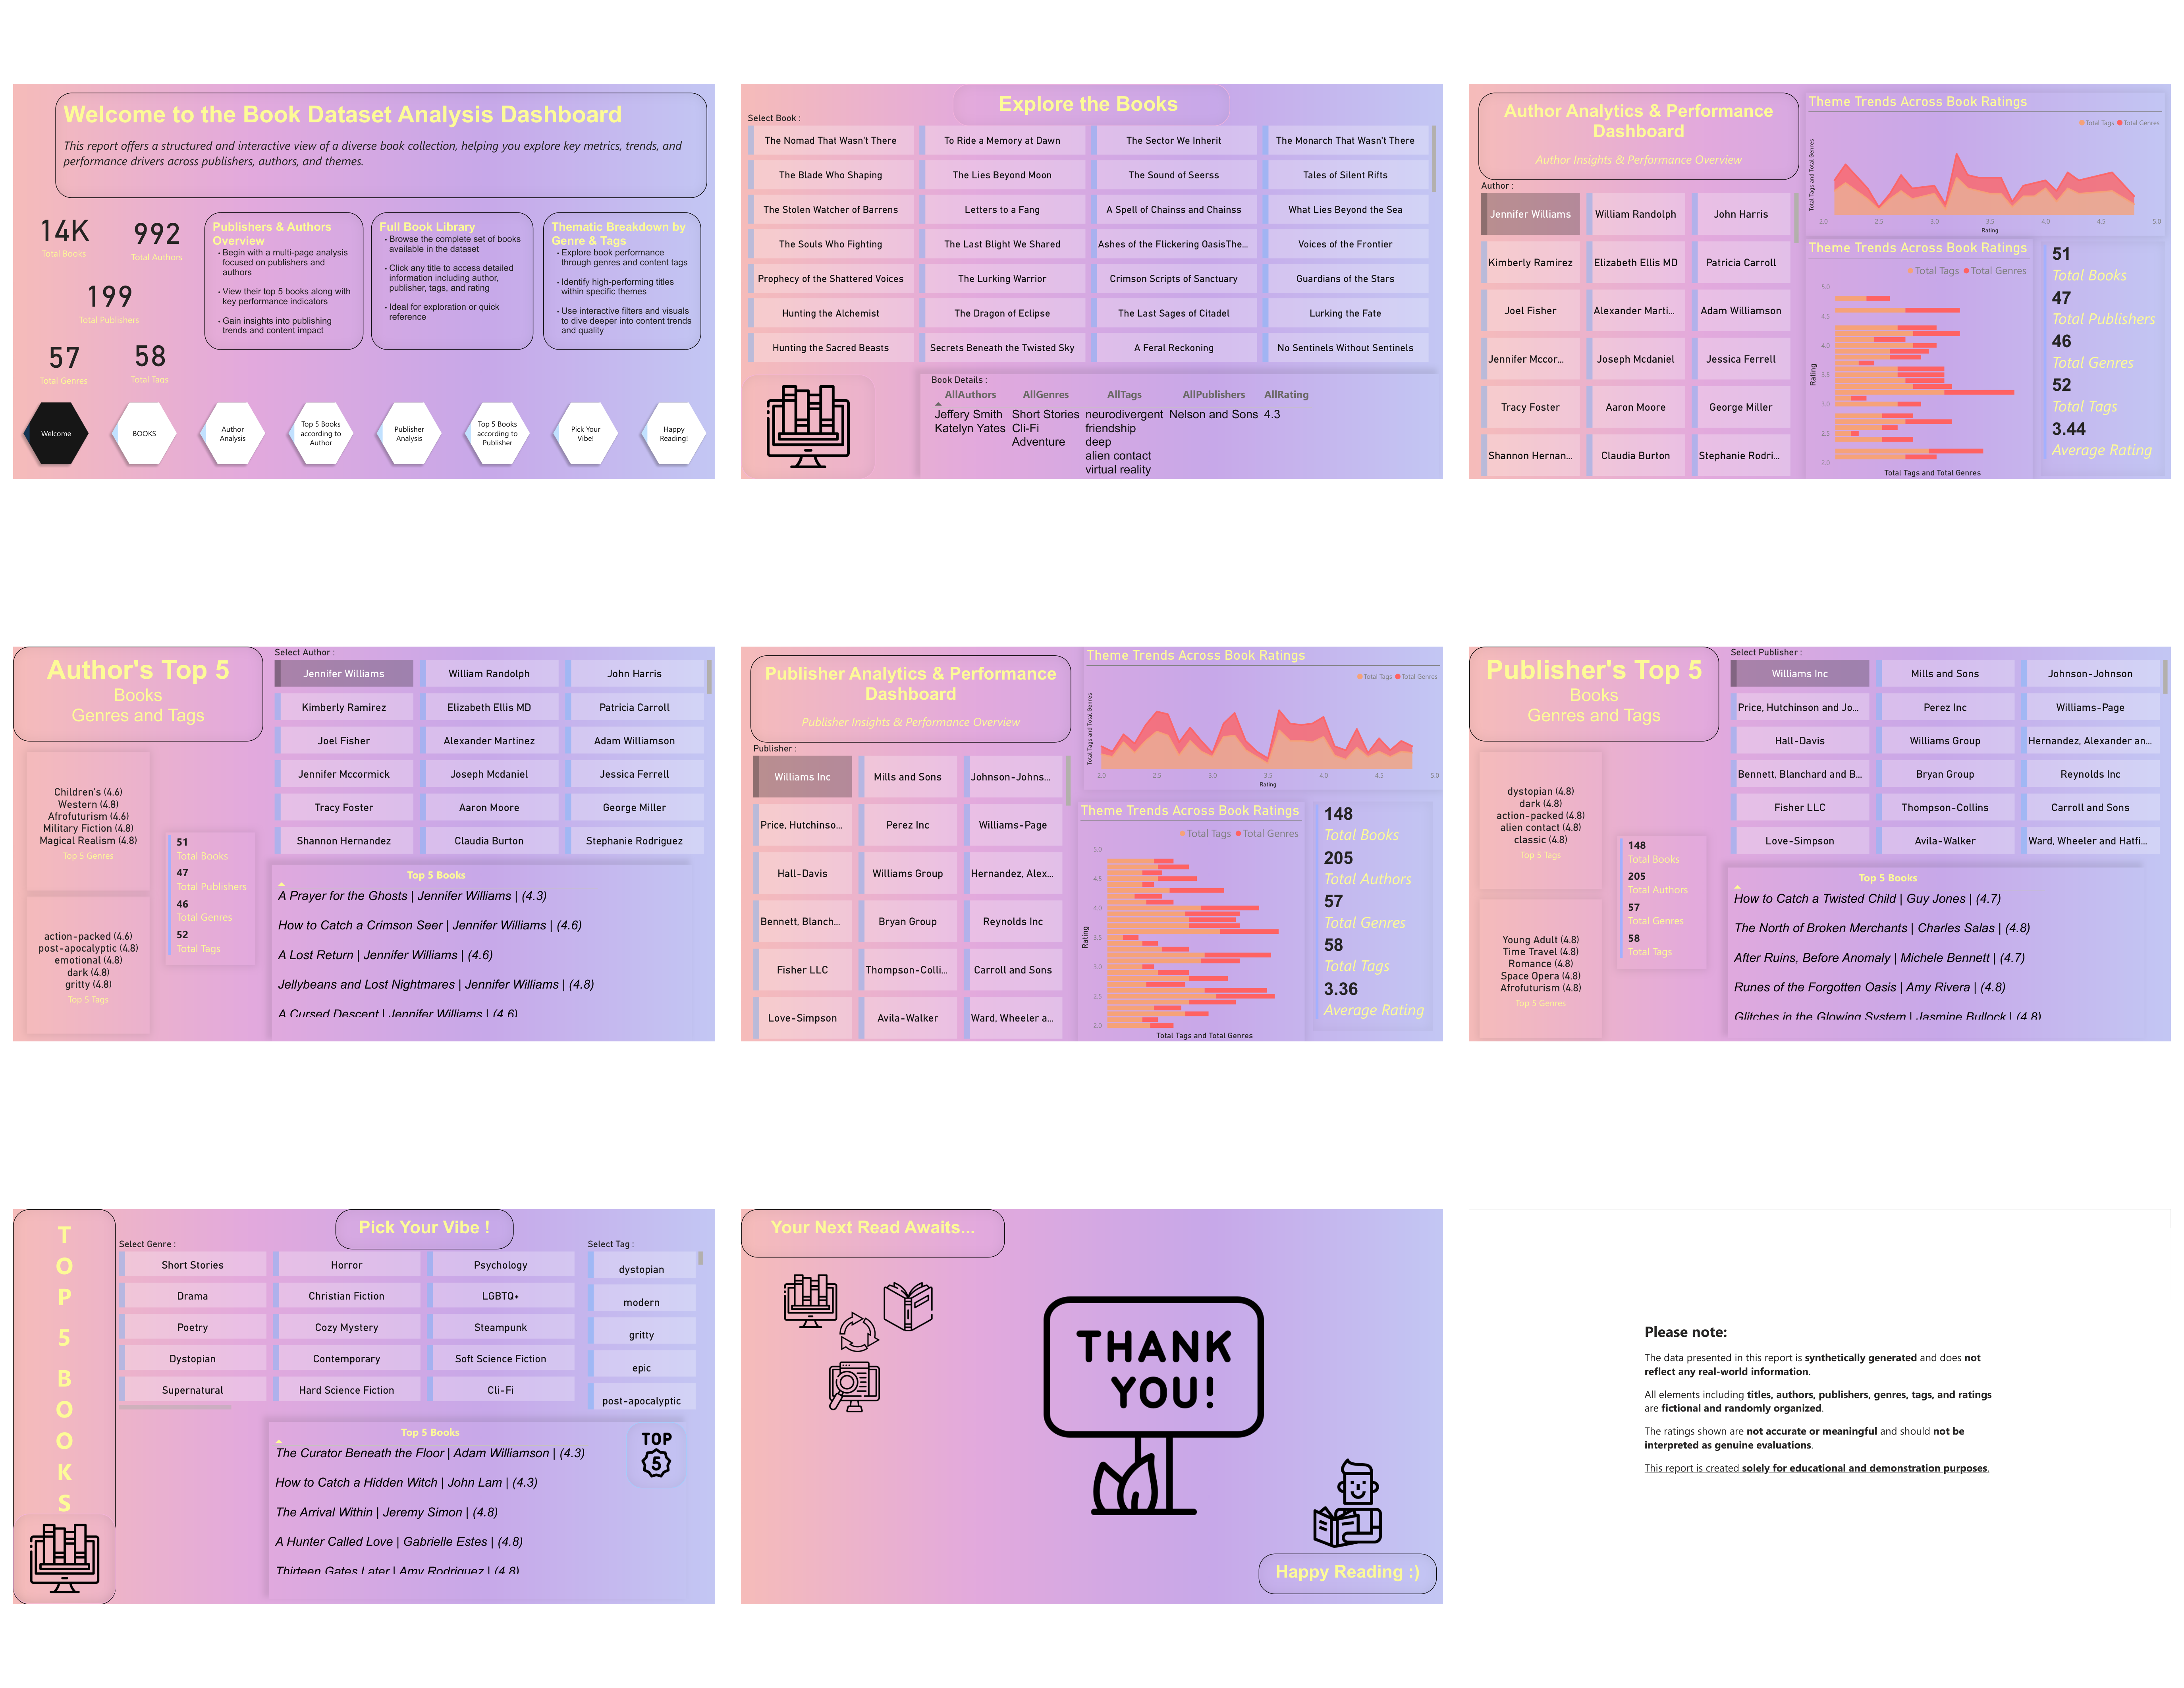 Welcome to the Book Dataset Analysis Dashboard
This report offers a structured and interactive view of a diverse book collection, helping you explore key metrics, trends, and
performance drivers across publishers, authors, and themes.
14K
Total Books
992
Total Authors
199
Total Publishers
57
Total Genres
58
Total Tags
Publishers & Authors
Overview
• Begin with a multi-page analysis
focused on publishers and
authors
• View their top 5 books along with
key performance indicators
• Gain insights into publishing
trends and content impact
Full Book Library
• Browse the complete set of books
available in the dataset
• Click any title to access detailed
information including author,
publisher, tags, and rating
• Ideal for exploration or quick
reference
Thematic Breakdown by
Genre & Tags
• Explore book performance
through genres and content tags
• Identify high-performing titles
within specific themes
• Use interactive filters and visuals
to dive deeper into content trends
and quality
Welcome
BOOKS
Author
Analysis
Top 5 Books
according to
Author
Publisher
Analysis
Top 5 Books
according to
Publisher
Pick Your
Vibe!
Happy
Reading!
Explore the Books
Select Book :
The Nomad That Wasn't There
To Ride a Memory at Dawn
The Sector We Inherit
The Monarch That Wasn't There
The Blade Who Shaping
The Lies Beyond Moon
The Sound of Seerss
Tales of Silent Rifts
The Stolen Watcher of Barrens
Letters to a Fang
A Spell of Chainss and Chainss
What Lies Beyond the Sea
The Souls Who Fighting
The Last Blight We Shared
Ashes of the Flickering OasisThe...
Voices of the Frontier
Prophecy of the Shattered Voices
The Lurking Warrior
Crimson Scripts of Sanctuary
Guardians of the Stars
Hunting the Alchemist
The Dragon of Eclipse
The Last Sages of Citadel
Lurking the Fate
Hunting the Sacred Beasts
Secrets Beneath the Twisted Sky
A Feral Reckoning
No Sentinels Without Sentinels
Book Details :
AllAuthors AllGenres AllTags AllPublishers AllRating
Jeffery Smith Short Stories neurodivergent Nelson and Sons 4.3
Katelyn Yates Cli-Fi friendship
Adventure deep
alien contact
virtual reality
Author Analytics & Performance
Dashboard
Author Insights & Performance Overview
Author :
Jennifer Williams
William Randolph
John Harris
Kimberly Ramirez
Elizabeth Ellis MD
Patricia Carroll
Joel Fisher
Alexander Marti...
Adam Williamson
Jennifer Mccor...
Joseph Mcdaniel
Jessica Ferrell
Tracy Foster
Aaron Moore
George Miller
Shannon Hernan...
Claudia Burton
Stephanie Rodri...
Theme Trends Across Book Ratings
Total Tags Total Genres
Total Tags and Total Genres
2.0 2.5 3.0 3.5 4.0 4.5 5.0
Rating
Theme Trends Across Book Ratings
Total Tags Total Genres
5.0
4.5
4.0
3.5
3.0
2.5
2.0
Rating
Total Tags and Total Genres
51
Total Books
47
Total Publishers
46
Total Genres
52
Total Tags
3.44
Average Rating
Author's Top 5
Books
Genres and Tags
Select Author :
Jennifer Williams
William Randolph
John Harris
Kimberly Ramirez
Elizabeth Ellis MD
Patricia Carroll
Joel Fisher
Alexander Martinez
Adam Williamson
Jennifer Mccormick
Joseph Mcdaniel
Jessica Ferrell
Tracy Foster
Aaron Moore
George Miller
Shannon Hernandez
Claudia Burton
Stephanie Rodriguez
Children's (4.6)
Western (4.8)
Afrofuturism (4.6)
Military Fiction (4.8)
Magical Realism (4.8)
Top 5 Genres
action-packed (4.6)
post-apocalyptic (4.8)
emotional (4.8)
dark (4.8)
gritty (4.8)
Top 5 Tags
51
Total Books
47
Total Publishers
46
Total Genres
52
Total Tags
Top 5 Books
A Prayer for the Ghosts | Jennifer Williams | (4.3)
How to Catch a Crimson Seer | Jennifer Williams | (4.6)
A Lost Return | Jennifer Williams | (4.6)
Jellybeans and Lost Nightmares | Jennifer Williams | (4.8)
A Cursed Descent | Jennifer Williams | (4.6)
Publisher Analytics & Performance
Dashboard
Publisher Insights & Performance Overview
Publisher :
Williams Inc
Mills and Sons
Johnson-Johns...
Price, Hutchinso...
Perez Inc
Williams-Page
Hall-Davis
Williams Group
Hernandez, Alex...
Bennett, Blanch...
Bryan Group
Reynolds Inc
Fisher LLC
Thompson-Colli...
Carroll and Sons
Love-Simpson
Avila-Walker
Ward, Wheeler a...
Theme Trends Across Book Ratings
Total Tags Total Genres
Total Tags and Total Genres
2.0 2.5 3.0 3.5 4.0 4.5 5.0
Rating
Theme Trends Across Book Ratings
Total Tags Total Genres
5.0
4.5
4.0
3.5
3.0
2.5
2.0
Rating
Total Tags and Total Genres
148
Total Books
205
Total Authors
57
Total Genres
58
Total Tags
3.36
Average Rating
Publisher's Top 5
Books
Genres and Tags
Select Publisher :
Williams Inc
Mills and Sons
Johnson-Johnson
Price, Hutchinson and Jo...
Perez Inc
Williams-Page
Hall-Davis
Williams Group
Hernandez, Alexander an...
Bennett, Blanchard and B...
Bryan Group
Reynolds Inc
Fisher LLC
Thompson-Collins
Carroll and Sons
Love-Simpson
Avila-Walker
Ward, Wheeler and Hatfi...
dystopian (4.8)
dark (4.8)
action-packed (4.8)
alien contact (4.8)
classic (4.8)
Top 5 Tags
Young Adult (4.8)
Time Travel (4.8)
Romance (4.8)
Space Opera (4.8)
Afrofuturism (4.8)
Top 5 Genres
148
Total Books
205
Total Authors
57
Total Genres
58
Total Tags
Top 5 Books
How to Catch a Twisted Child | Guy Jones | (4.7)
The North of Broken Merchants | Charles Salas | (4.8)
After Ruins, Before Anomaly | Michele Bennett | (4.7)
Runes of the Forgotten Oasis | Amy Rivera | (4.8)
Glitches in the Glowing System | Jasmine Bullock | (4.8)
TOP 5 BOOKS
Pick Your Vibe !
Select Genre :
Short Stories
Horror
Psychology
Drama
Christian Fiction
LGBTQ+
Poetry
Cozy Mystery
Steampunk
Dystopian
Contemporary
Soft Science Fiction
Supernatural
Hard Science Fiction
Cli-Fi
Select Tag :
dystopian
modern
gritty
epic
post-apocalyptic
Top 5 Books
The Curator Beneath the Floor | Adam Williamson | (4.3)
How to Catch a Hidden Witch | John Lam | (4.3)
The Arrival Within | Jeremy Simon | (4.8)
A Hunter Called Love | Gabrielle Estes | (4.8)
Thirteen Gates Later | Amy Rodriguez | (4.8)
TOP
5
Your Next Read Awaits...
THANK
YOU!
Happy Reading :)
Please note:
The data presented in this report is synthetically generated and does not
reflect any real-world information.
All elements including titles, authors, publishers, genres, tags, and ratings
are fictional and randomly organized.
The ratings shown are not accurate or meaningful and should not be
interpreted as genuine evaluations.
This report is created solely for educational and demonstration purposes.